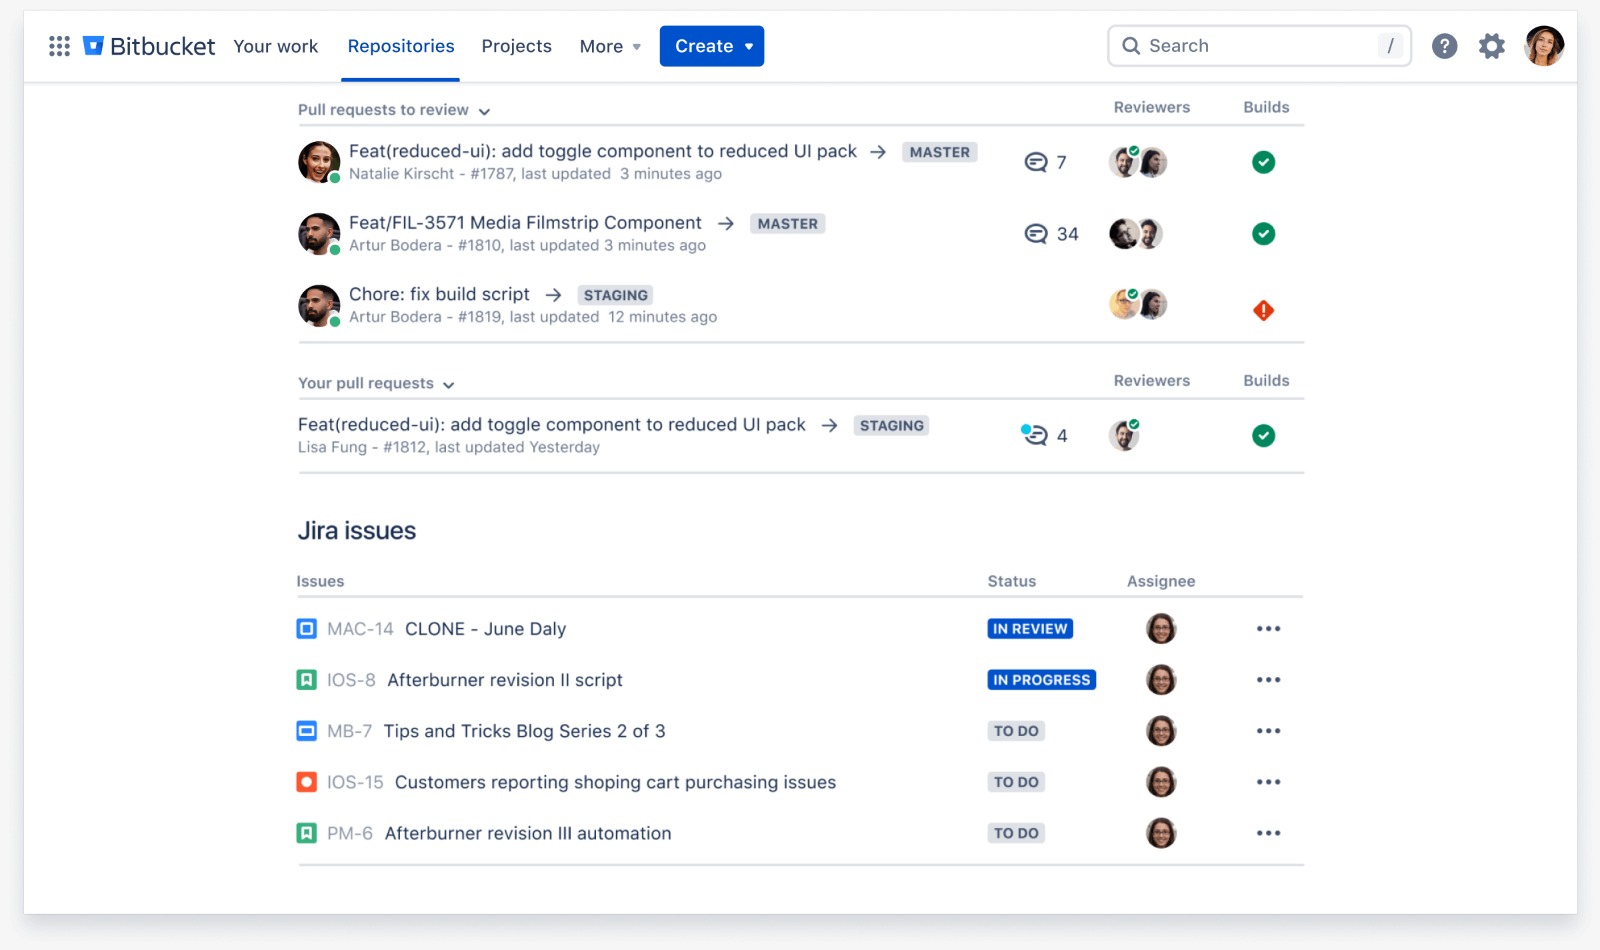 Bitbucket Your work Repositories Projects More Create Search /
Pull requests to review Reviewers Builds
Feat(reduced-ui): add toggle component to reduced UI pack → MASTER 7
Natalie Kirscht - #1787, last updated 3 minutes ago
Feat/FIL-3571 Media Filmstrip Component → MASTER 34
Artur Bodera - #1810, last updated 3 minutes ago
Chore: fix build script → STAGING
Artur Bodera - #1819, last updated 12 minutes ago
Your pull requests Reviewers Builds
Feat(reduced-ui): add toggle component to reduced UI pack → STAGING 4
Lisa Fung - #1812, last updated Yesterday
Jira issues
Issues Status Assignee
MAC-14 CLONE - June Daly IN REVIEW
IOS-8 Afterburner revision II script IN PROGRESS
MB-7 Tips and Tricks Blog Series 2 of 3 TO DO
IOS-15 Customers reporting shoping cart purchasing issues TO DO
PM-6 Afterburner revision III automation TO DO